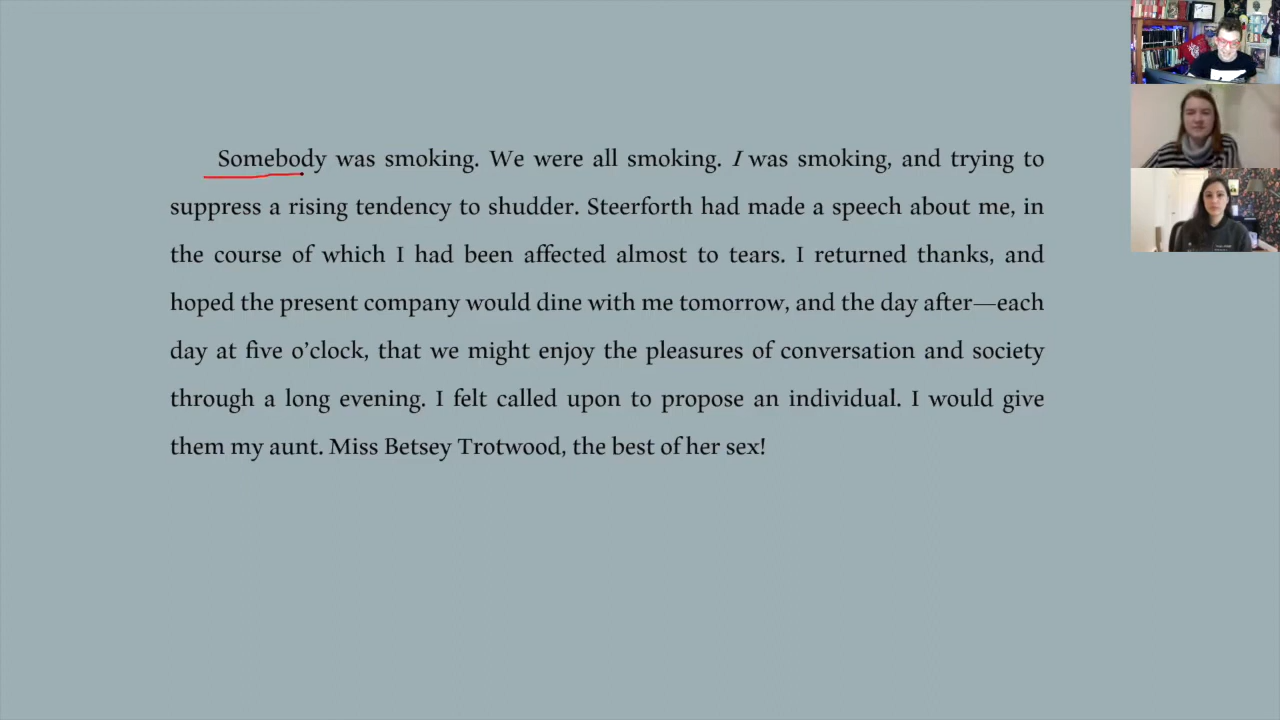 Somebody was smoking. We were all smoking. I was smoking, and trying to
suppress a rising tendency to shudder. Steerforth had made a speech about me, in
the course of which I had been affected almost to tears. I returned thanks, and
hoped the present company would dine with me tomorrow, and the day after—each
day at five o’clock, that we might enjoy the pleasures of conversation and society
through a long evening. I felt called upon to propose an individual. I would give
them my aunt. Miss Betsey Trotwood, the best of her sex!